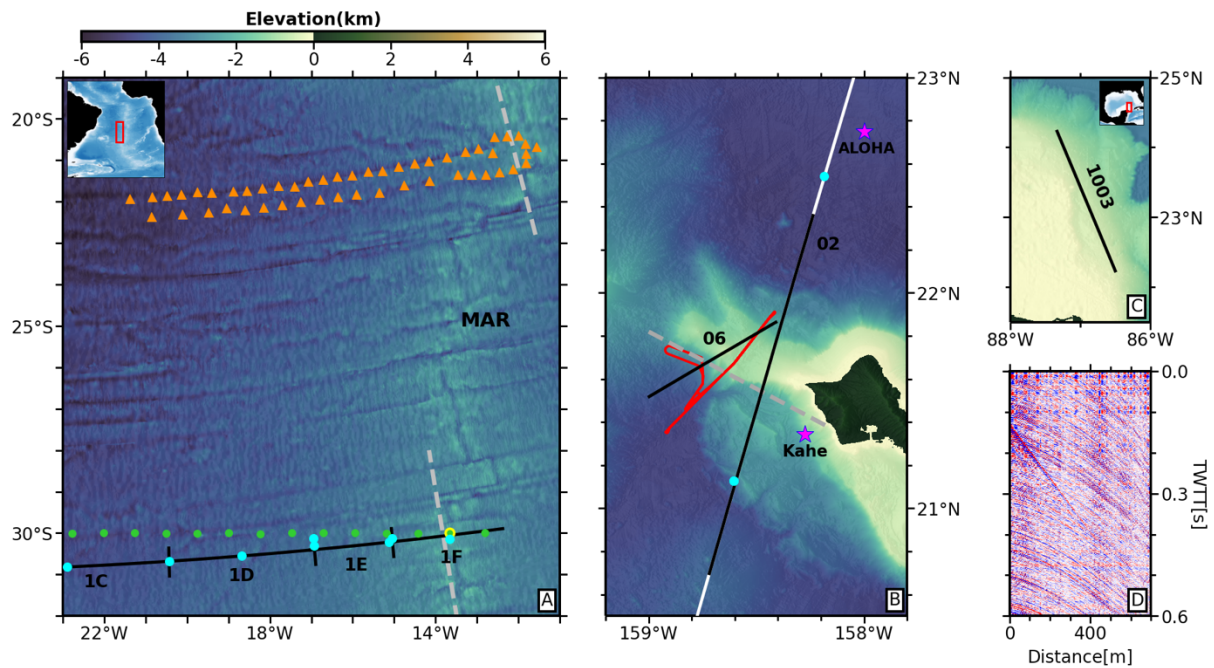 Elevation(km)
-6 -4 -2 0 2 4 6
20°S
25°S
30°S
22°W 18°W 14°W
MAR
1C 1D 1E 1F
A
23°N
22°N
21°N
159°W 158°W
ALOHA
02
06
Kahe
B
25°N
23°N
88°W 86°W
1003
C
0.0
0.3
0.6
TWTT[s]
0 400
Distance[m]
D